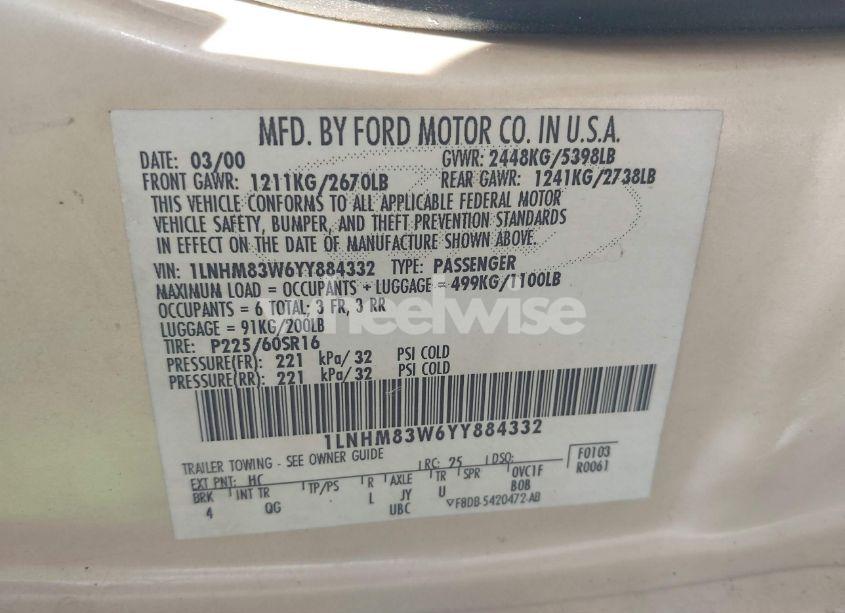 MFD. BY FORD MOTOR CO. IN U.S.A.
DATE: 03/00 GVWR: 2448KG/5398LB
FRONT GAWR: 1211KG/2670LB REAR GAWR: 1241KG/2738LB
THIS VEHICLE CONFORMS TO ALL APPLICABLE FEDERAL MOTOR
VEHICLE SAFETY, BUMPER, AND THEFT PREVENTION STANDARDS
IN EFFECT ON THE DATE OF MANUFACTURE SHOWN ABOVE.
VIN: 1LNHM83W6YY884332 TYPE: PASSENGER
MAXIMUM LOAD = OCCUPANTS + LUGGAGE = 499KG/1100LB
OCCUPANTS = 6 TOTAL; 3 FR, 3 RR
LUGGAGE = 91KG/200LB
wheelwise
TIRE: P225/60SR16
PRESSURE(FR): 221 kPa/ 32 PSI COLD
PRESSURE(RR): 221 kPa/ 32 PSI COLD
1LNHM83W6YY884332
TRAILER TOWING - SEE OWNER GUIDE RC: 25 DSO: F0103
EXT PNT: HC R0061
BRK INT TR TP/PS R AXLE TR SPR 0VC1F
4 QG L JY U BOB
UBC F8DB-5420472-AB